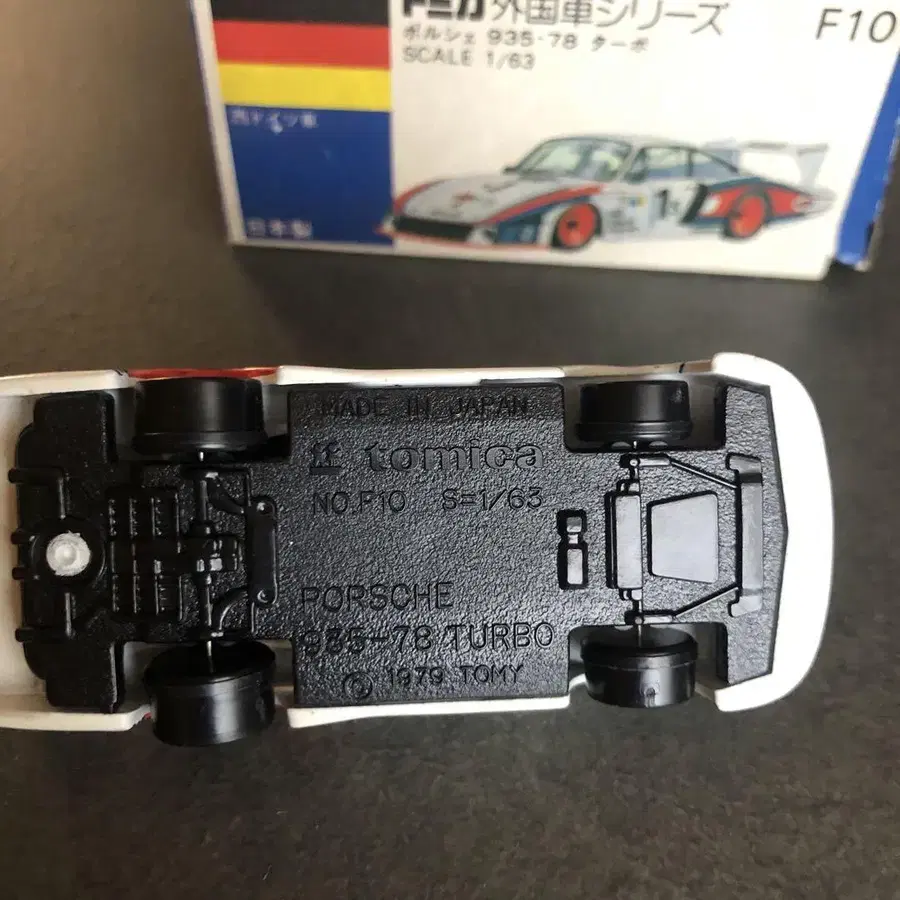 トミカ外国車シリーズ F10
ポルシェ 935-78 ターボ
SCALE 1/63
西ドイツ車
日本製
1
MADE IN JAPAN
tomica
NO.F10 S=1/63
PORSCHE
935-78 TURBO
© 1979 TOMY